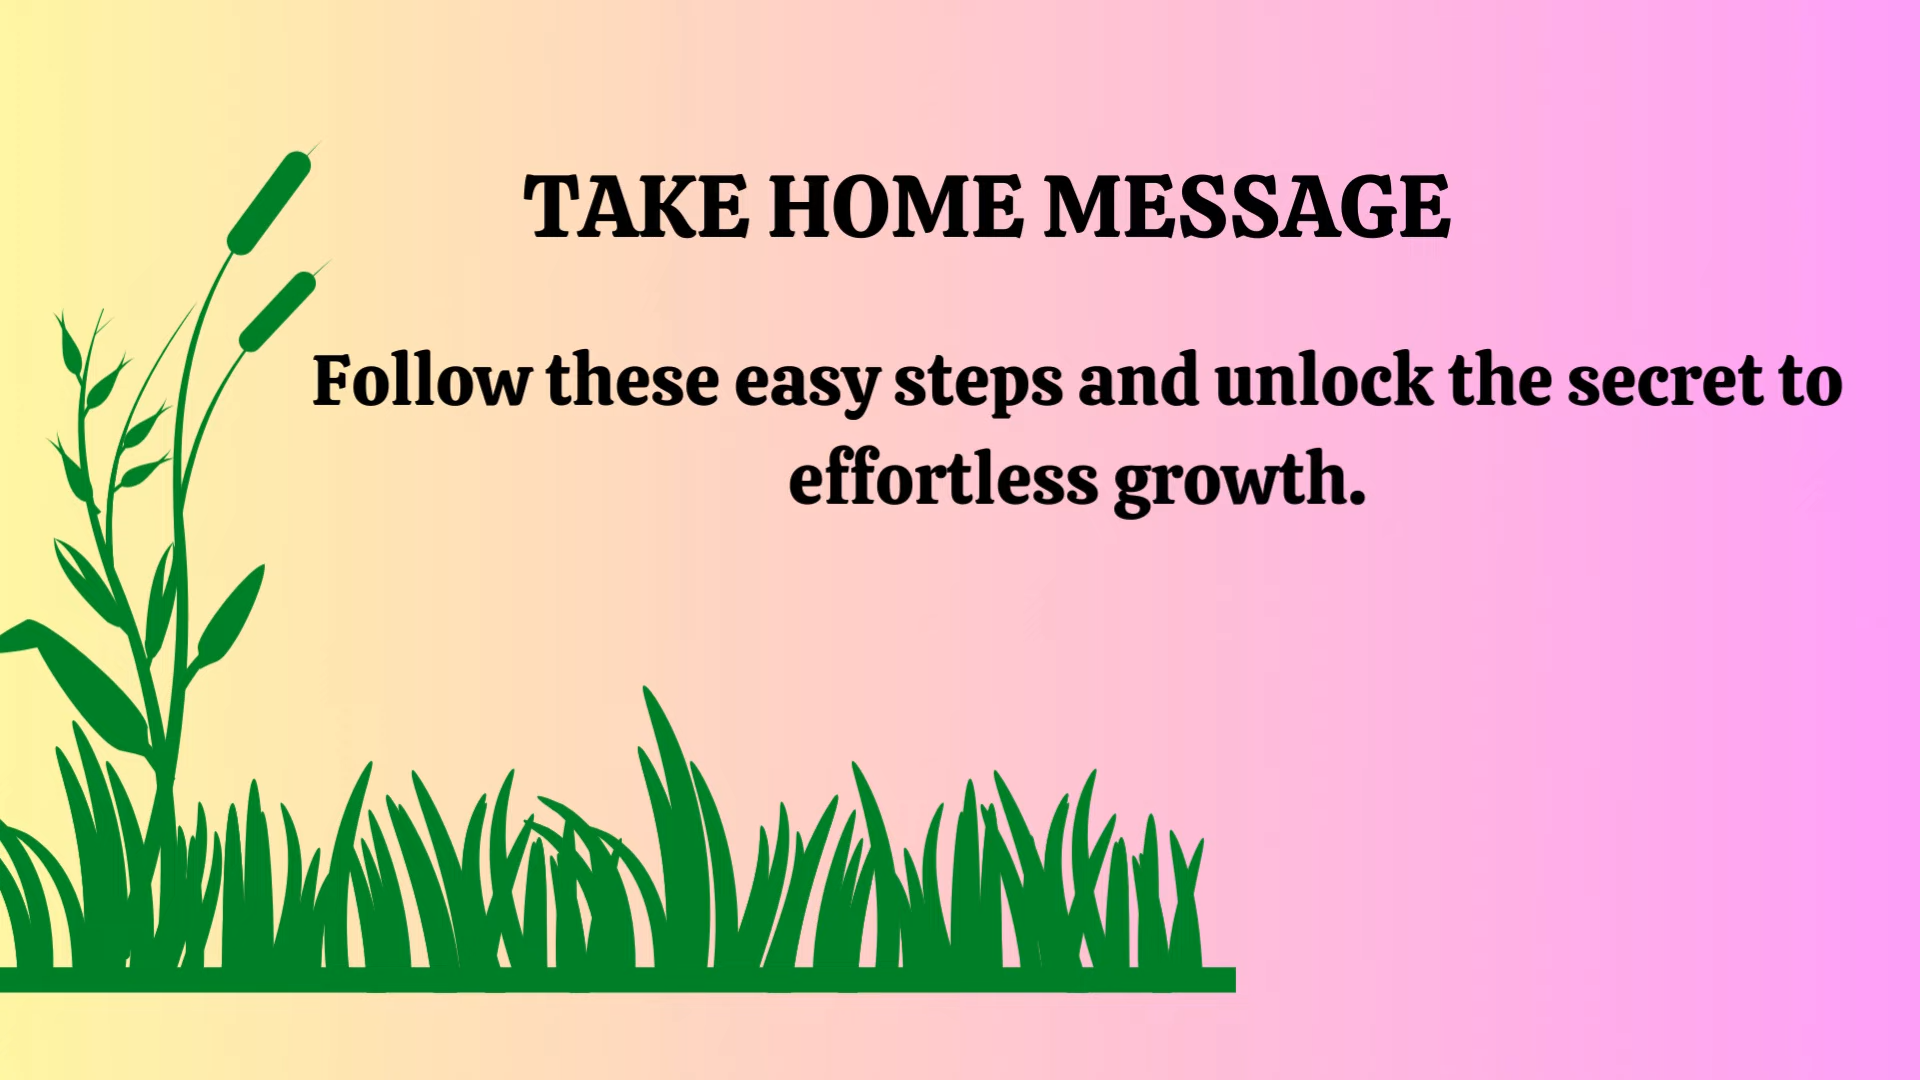 TAKE HOME MESSAGE
Follow these easy steps and unlock the secret to
effortless growth.